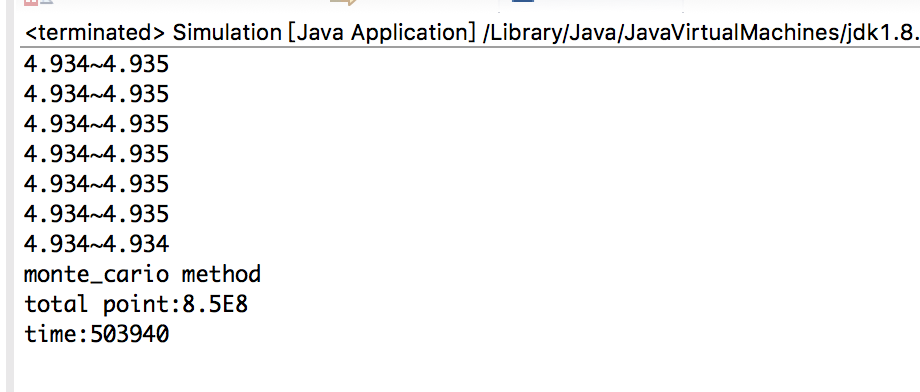 <terminated> Simulation [Java Application] /Library/Java/JavaVirtualMachines/jdk1.8.
4.934~4.935
4.934~4.935
4.934~4.935
4.934~4.935
4.934~4.935
4.934~4.935
4.934~4.934
monte_cario method
total point:8.5E8
time:503940